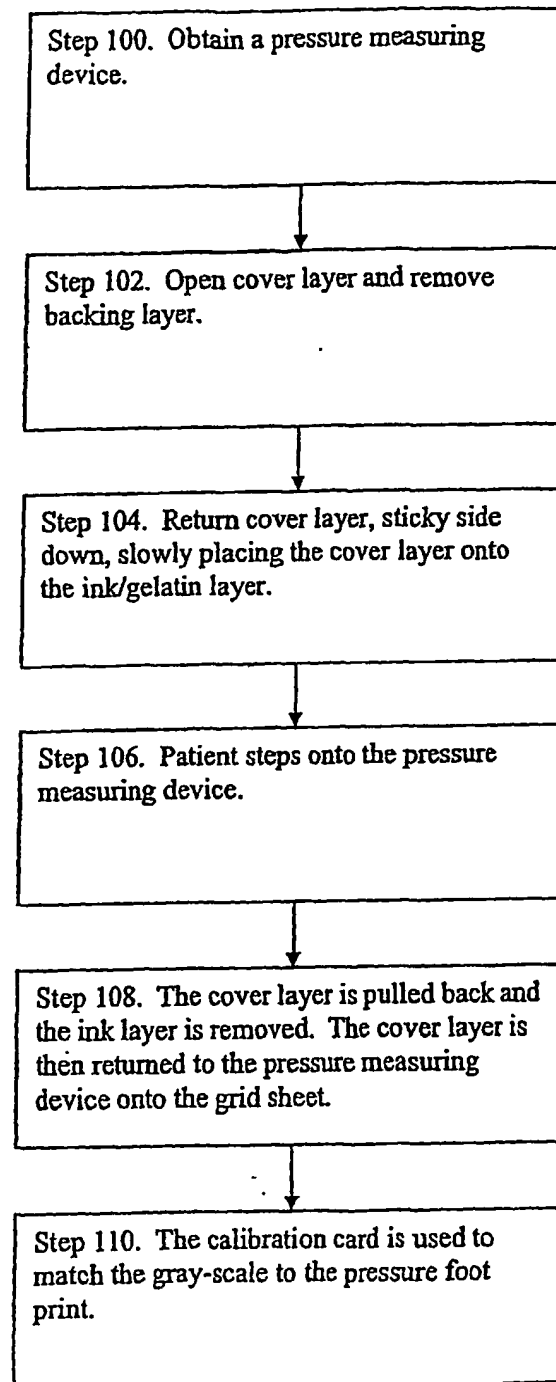 Step 100. Obtain a pressure measuring
device.
Step 102. Open cover layer and remove
backing layer.
Step 104. Return cover layer, sticky side
down, slowly placing the cover layer onto
the ink/gelatin layer.
Step 106. Patient steps onto the pressure
measuring device.
Step 108. The cover layer is pulled back and
the ink layer is removed. The cover layer is
then returned to the pressure measuring
device onto the grid sheet.
Step 110. The calibration card is used to
match the gray-scale to the pressure foot
print.